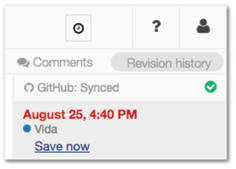 ?
Comments Revision history
GitHub: Synced
August 25, 4:40 PM
Vida
Save now